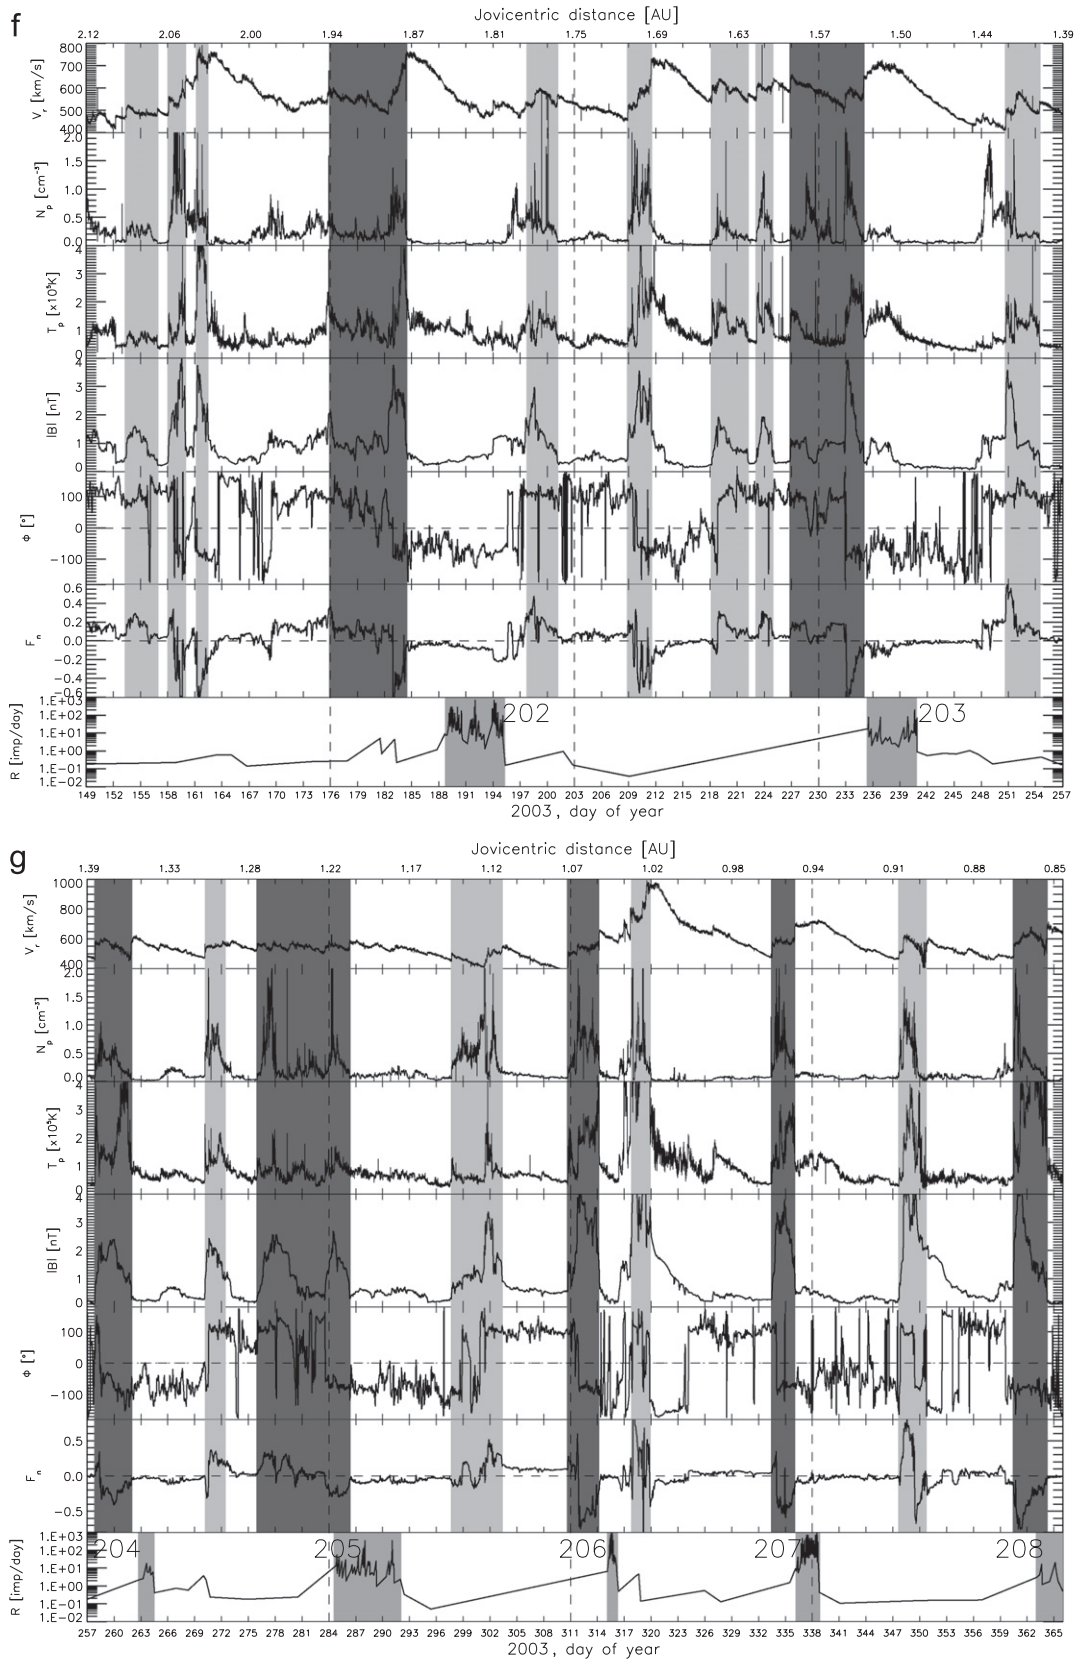 f
Jovicentric distance [AU]
2.12 2.06 2.00 1.94 1.87 1.81 1.75 1.69 1.63 1.57 1.50 1.44 1.39
V_r [km/s]
800
700
600
500
400
N_p [cm⁻³]
2.0
1.5
1.0
0.5
0.0
T_p [x10⁵K]
4
3
2
1
0
|B| [nT]
4
3
2
1
0
Φ [°]
100
0
-100
F_n
0.6
0.4
0.2
0.0
-0.2
-0.4
-0.6
R [imp/day]
1.E+03
1.E+02
1.E+01
1.E+00
1.E-01
1.E-02
202 203
149 152 155 158 161 164 167 170 173 176 179 182 185 188 191 194 197 200 203 206 209 212 215 218 221 224 227 230 233 236 239 242 245 248 251 254 257
2003, day of year
g
Jovicentric distance [AU]
1.39 1.33 1.28 1.22 1.17 1.12 1.07 1.02 0.98 0.94 0.91 0.88 0.85
V_r [km/s]
1000
800
600
400
N_p [cm⁻³]
2.0
1.5
1.0
0.5
0.0
T_p [x10⁵K]
4
3
2
1
0
|B| [nT]
4
3
2
1
0
Φ [°]
100
0
-100
F_n
0.5
0.0
-0.5
R [imp/day]
1.E+03
1.E+02
1.E+01
1.E+00
1.E-01
1.E-02
204 205 206 207 208
257 260 263 266 269 272 275 278 281 284 287 290 293 296 299 302 305 308 311 314 317 320 323 326 329 332 335 338 341 344 347 350 353 356 359 362 365
2003, day of year